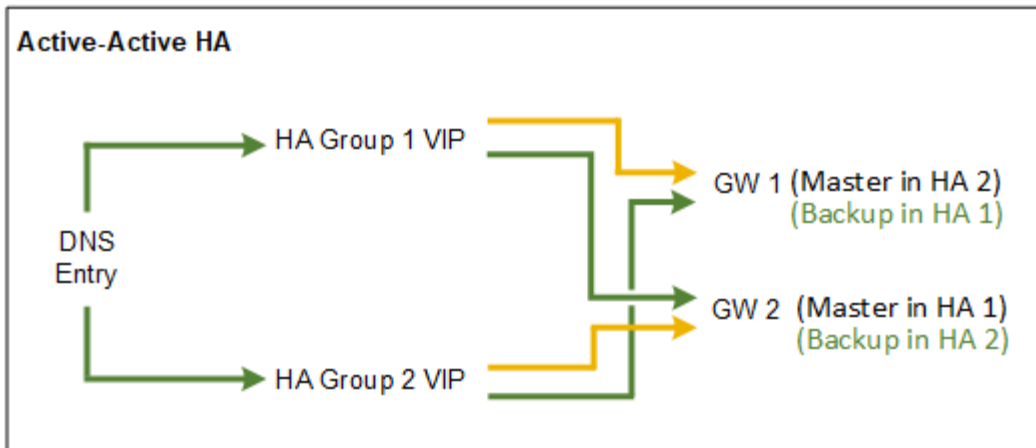 Active-Active HA
HA Group 1 VIP
GW 1 (Master in HA 2)
(Backup in HA 1)
DNS
Entry
GW 2 (Master in HA 1)
(Backup in HA 2)
HA Group 2 VIP